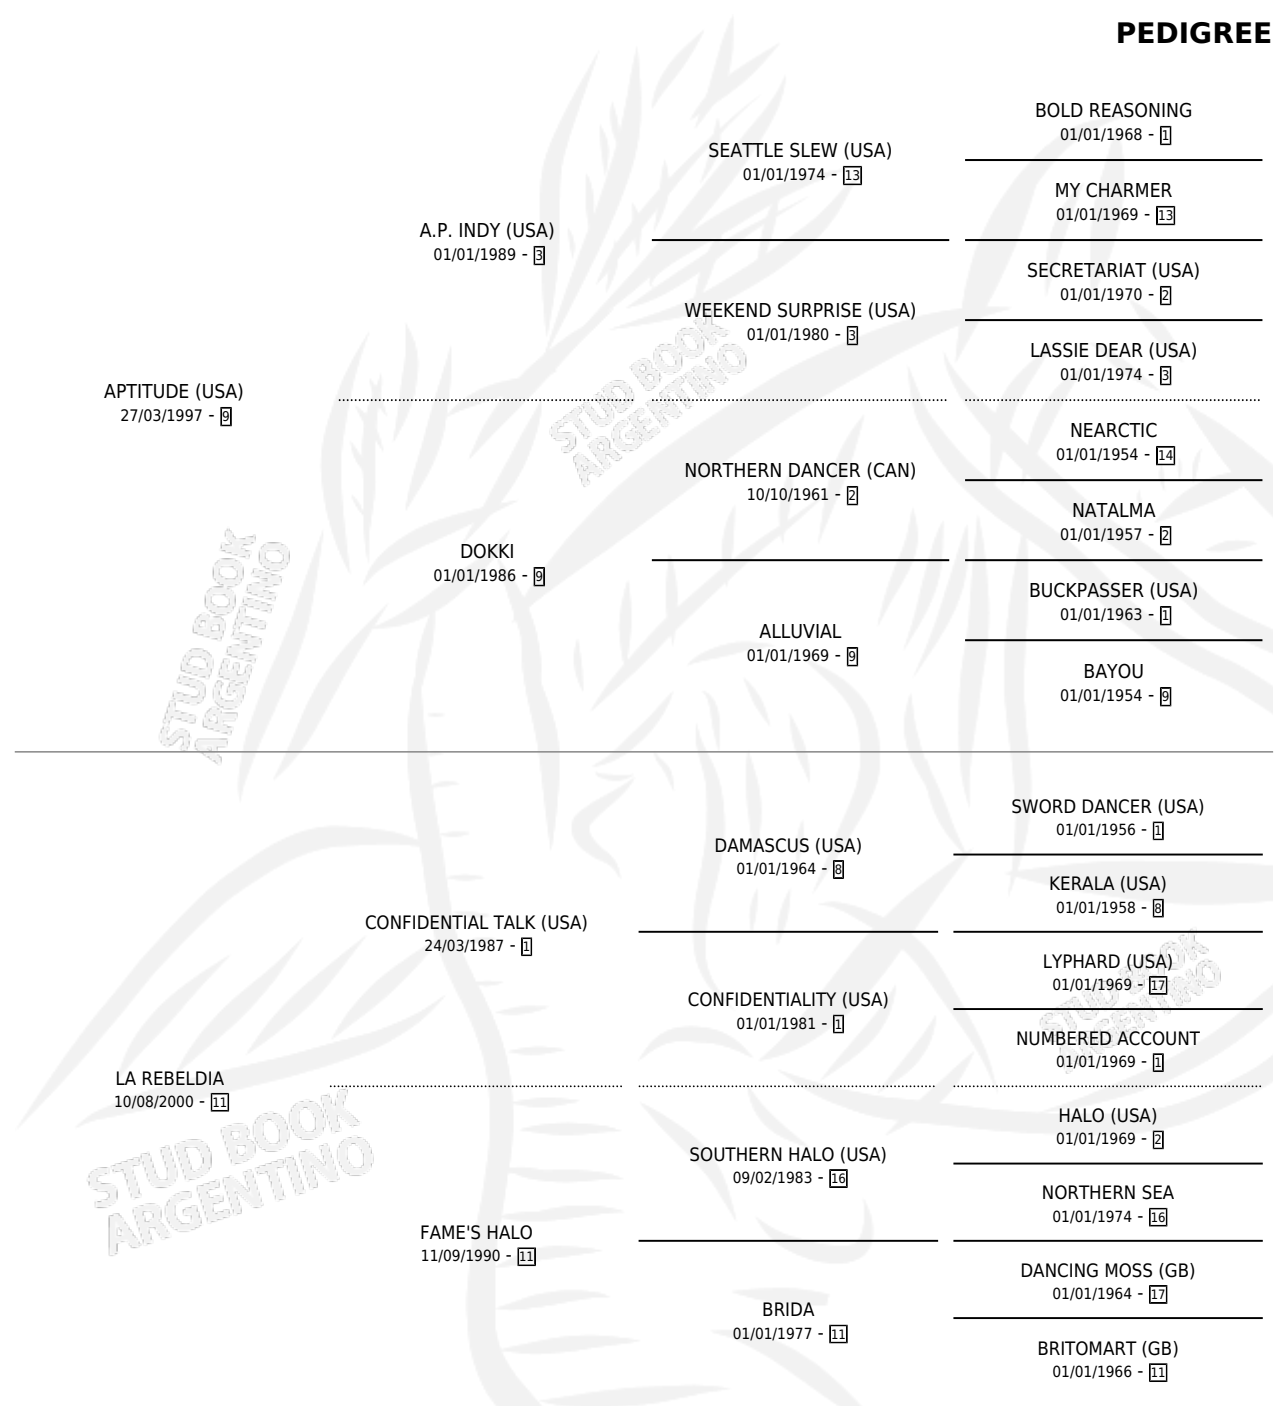 PEDIGREE
BOLD REASONING
01/01/1968 - 1
SEATTLE SLEW (USA)
01/01/1974 - 13
MY CHARMER
01/01/1969 - 13
A.P. INDY (USA)
01/01/1989 - 3
SECRETARIAT (USA)
01/01/1970 - 2
WEEKEND SURPRISE (USA)
01/01/1980 - 3
LASSIE DEAR (USA)
01/01/1974 - 3
APTITUDE (USA)
27/03/1997 - 9
STUD BOOK
ARGENTINO
NEARCTIC
01/01/1954 - 14
NORTHERN DANCER (CAN)
10/10/1961 - 2
NATALMA
01/01/1957 - 2
DOKKI
01/01/1986 - 9
BUCKPASSER (USA)
01/01/1963 - 1
ALLUVIAL
01/01/1969 - 9
BAYOU
01/01/1954 - 9
STUD BOOK
ARGENTINO
SWORD DANCER (USA)
01/01/1956 - 1
DAMASCUS (USA)
01/01/1964 - 8
KERALA (USA)
01/01/1958 - 8
CONFIDENTIAL TALK (USA)
24/03/1987 - 1
LYPHARD (USA)
01/01/1969 - 17
CONFIDENTIALITY (USA)
01/01/1981 - 1
NUMBERED ACCOUNT
01/01/1969 - 1
STUD BOOK
ARGENTINO
LA REBELDIA
10/08/2000 - 11
HALO (USA)
01/01/1969 - 2
SOUTHERN HALO (USA)
09/02/1983 - 16
NORTHERN SEA
01/01/1974 - 16
STUD BOOK
ARGENTINO
FAME'S HALO
11/09/1990 - 11
DANCING MOSS (GB)
01/01/1964 - 17
BRIDA
01/01/1977 - 11
BRITOMART (GB)
01/01/1966 - 11